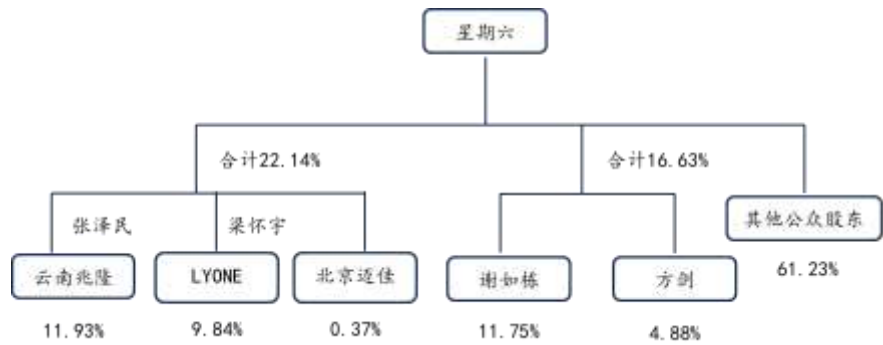 星期六
合计22.14%
合计16.63%
张泽民
梁怀宇
其他公众股东
云南兆隆
LYONE
北京迈佳
谢如栋
方剑
61.23%
11.93%
9.84%
0.37%
11.75%
4.88%